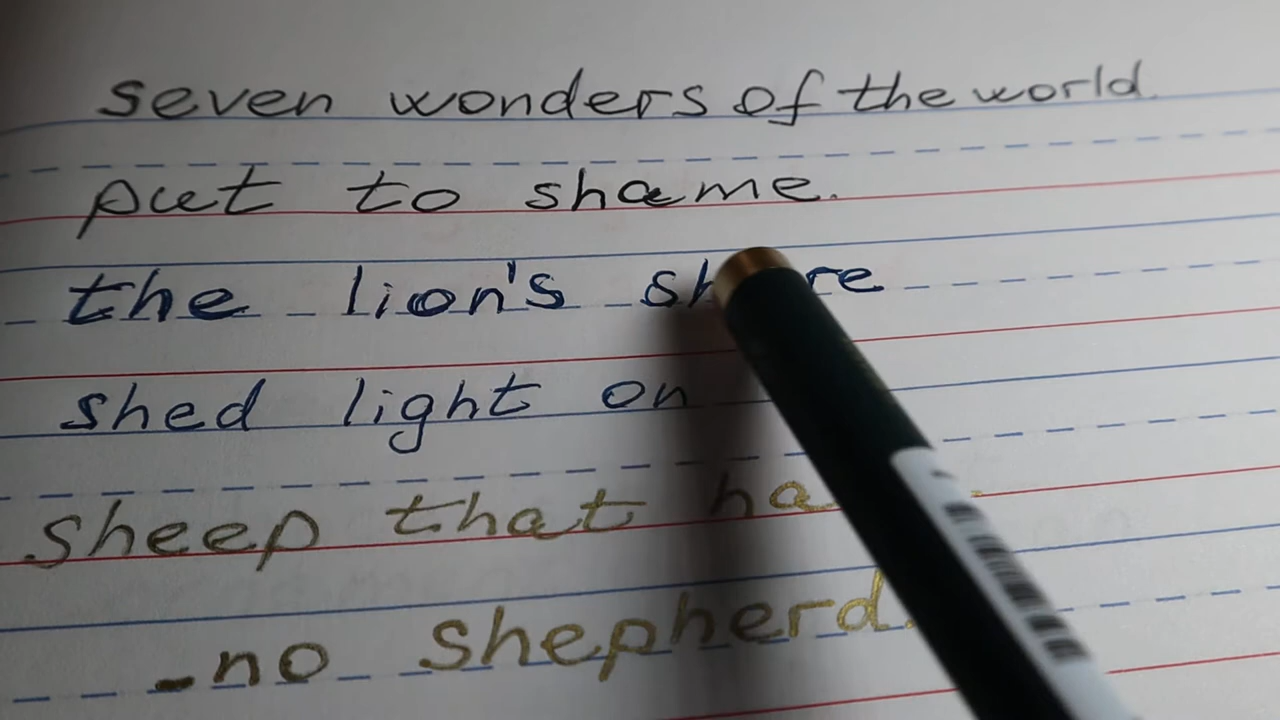 seven wonders of the world.
put to shame.
the lion's
shed light on
sheep that
-no shepherd.